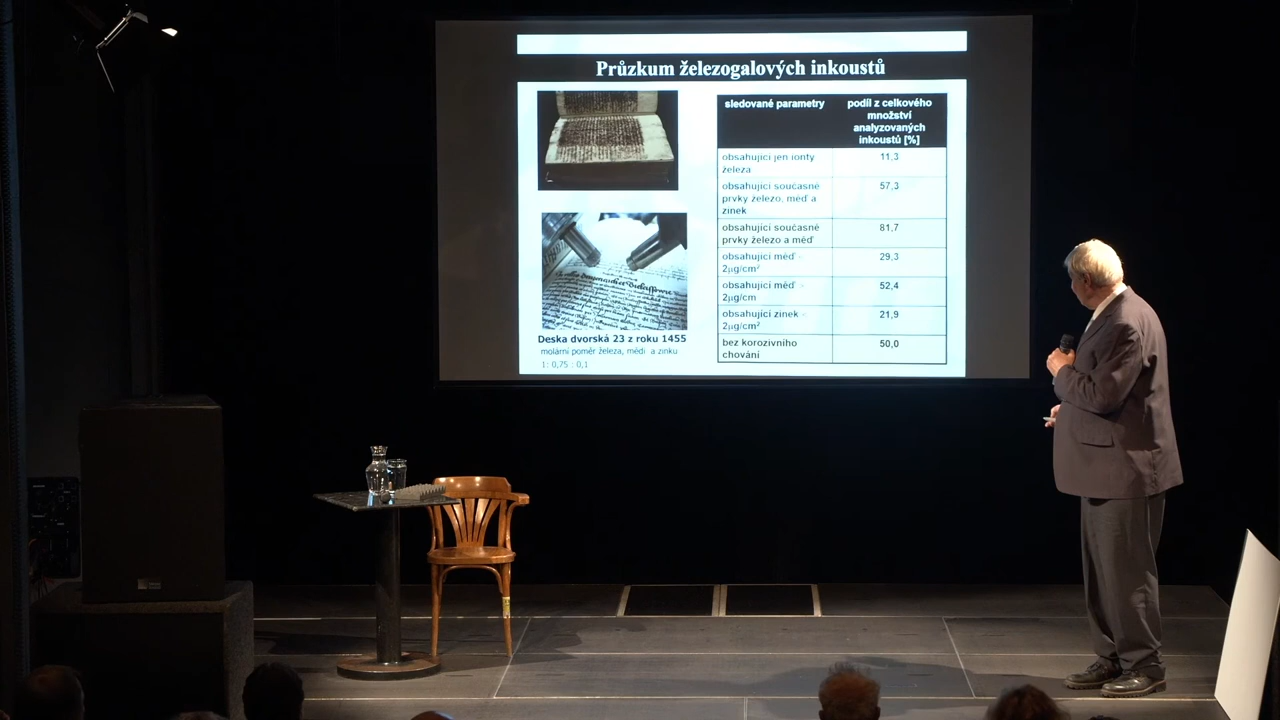 Průzkum železogalových inkoustů
sledované parametry
podíl z celkového
množství
analyzovaných
inkoustů [%]
obsahující jen ionty
železa
11,3
obsahující současně
prvky železo, měď a
zinek
57,3
obsahující současně
prvky železo a měď
81,7
obsahující měď <
2µg/cm²
29,3
obsahující měď >
2µg/cm
52,4
obsahující zinek <
2µg/cm²
21,9
bez korozivního
chování
50,0
Deska dvorská 23 z roku 1455
molární poměr železa, mědi a zinku
1: 0,75 : 0,1